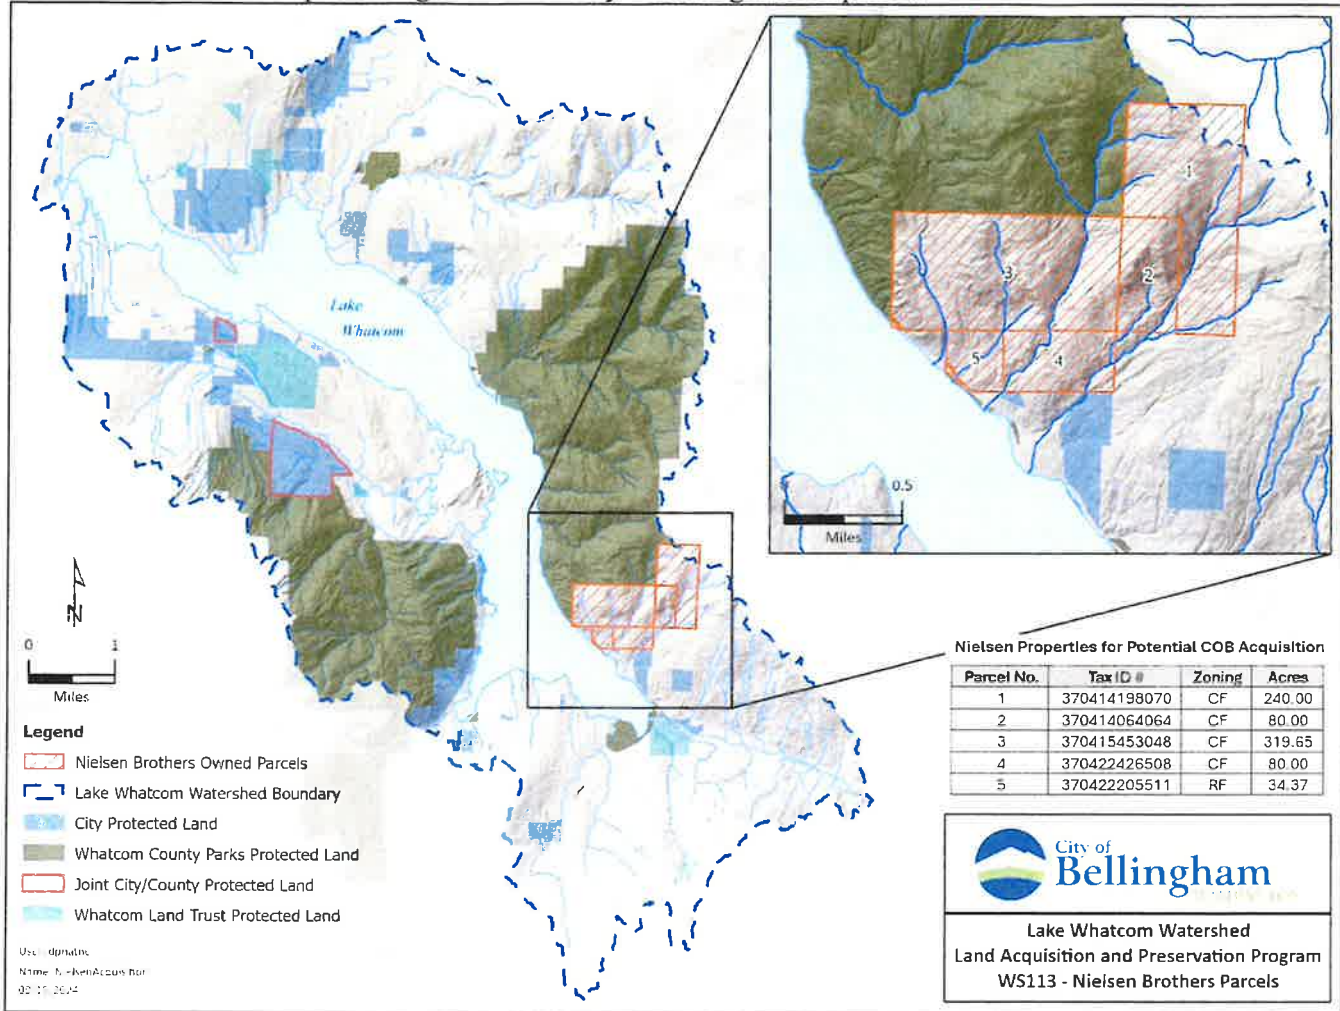 Lake
Whatcom
1
2
3
4
5
0.5
Miles
N
0 1
Miles
Legend
Nielsen Brothers Owned Parcels
Lake Whatcom Watershed Boundary
City Protected Land
Whatcom County Parks Protected Land
Joint City/County Protected Land
Whatcom Land Trust Protected Land
Nielsen Properties for Potential COB Acquisition
Parcel No. Tax ID # Zoning Acres
1 370414198070 CF 240.00
2 370414064064 CF 80.00
3 370415453048 CF 319.65
4 370422426508 CF 80.00
5 370422205511 RF 34.37
City of
Bellingham
Lake Whatcom Watershed
Land Acquisition and Preservation Program
WS113 - Nielsen Brothers Parcels